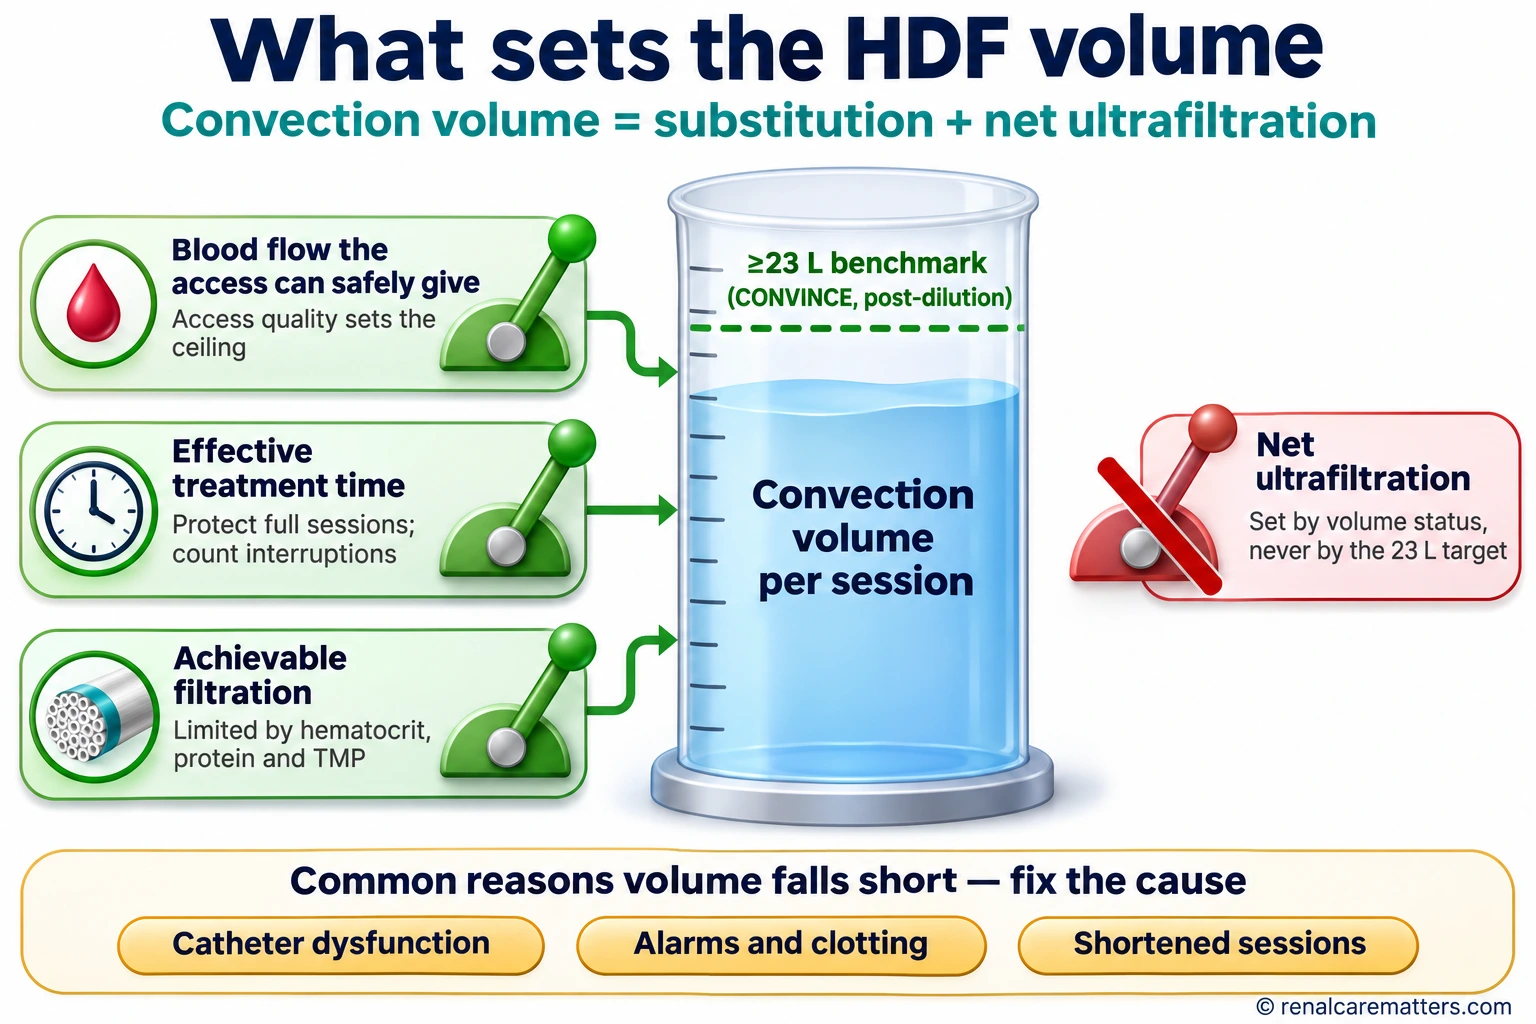 What sets the HDF volume
Convection volume = substitution + net ultrafiltration
Blood flow the
access can safely give
Access quality sets the
ceiling
Effective
treatment time
Protect full sessions;
count interruptions
Achievable
filtration
Limited by hematocrit,
protein and TMP
≥23 L benchmark
(CONVINCE, post-dilution)
Convection
volume
per session
Net
ultrafiltration
Set by volume status,
never by the 23 L target
Common reasons volume falls short — fix the cause
Catheter dysfunction
Alarms and clotting
Shortened sessions
© renalcarematters.com